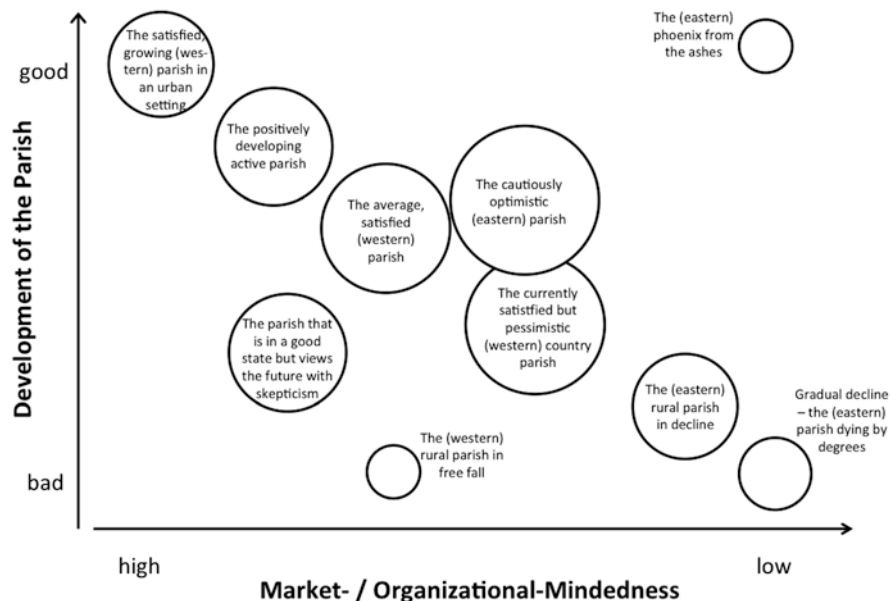 good
Development of the Parish
bad
The satisfied,
growing (wes-
tern) parish in
an urban
setting
The positively
developing
active parish
The average,
satisfied
(western)
parish
The cautiously
optimistic
(eastern) parish
The (eastern)
phoenix from
the ashes
The currently
satistfied but
pessimistic
(western) country
parish
The parish that
is in a good
state but views
the future with
skepticism
The (western)
rural parish in
free fall
The (eastern)
rural parish
in decline
Gradual decline
– the (eastern)
parish dying by
degrees
high
low
Market- / Organizational-Mindedness